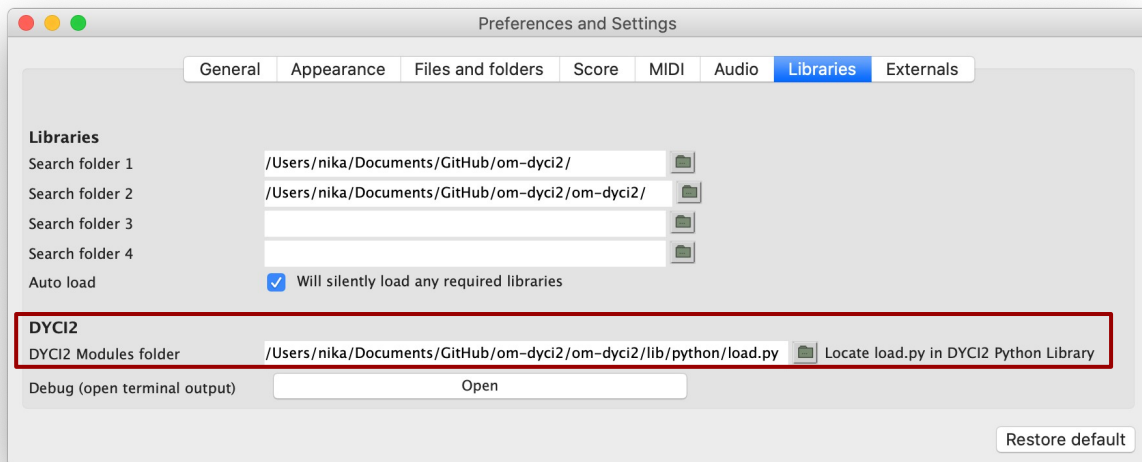 Preferences and Settings
General Appearance Files and folders Score MIDI Audio Libraries Externals
Libraries
Search folder 1 /Users/nika/Documents/GitHub/om-dyci2/
Search folder 2 /Users/nika/Documents/GitHub/om-dyci2/om-dyci2/
Search folder 3
Search folder 4
Auto load Will silently load any required libraries
DYCI2
DYCI2 Modules folder /Users/nika/Documents/GitHub/om-dyci2/om-dyci2/lib/python/load.py Locate load.py in DYCI2 Python Library
Debug (open terminal output) Open
Restore default